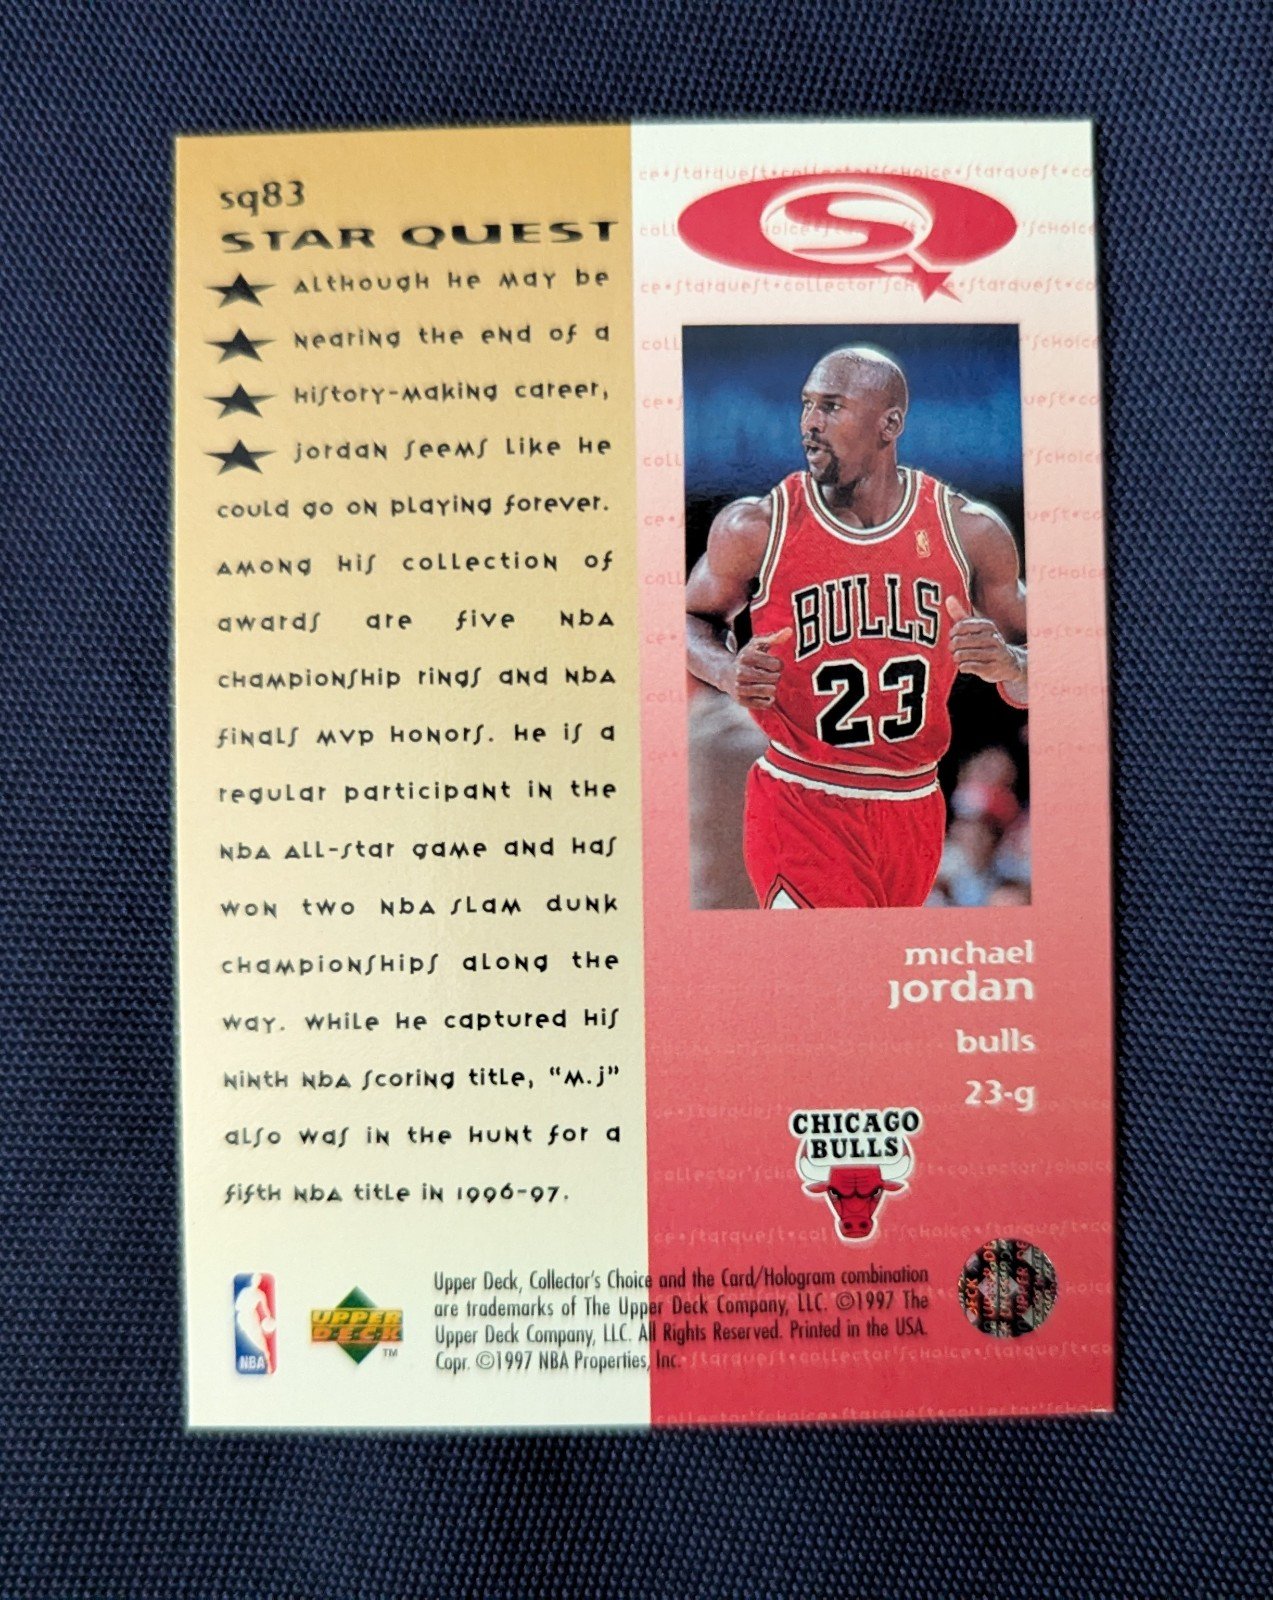 sq83
STAR QUEST
Although he may be
nearing the end of a
history-making career,
jordan seems like he
could go on playing forever.
Among his collection of
awards are five NBA
championship rings and NBA
finals MVP honors. He is a
regular participant in the
NBA All-star game and has
won two NBA slam dunk
championships along the
way. While he captured his
ninth NBA scoring title, "M.j"
also was in the hunt for a
fifth NBA title in 1996-97.
NBA
UPPER
DECK
TM
Upper Deck, Collector's Choice and the Card/Hologram combination
are trademarks of The Upper Deck Company, LLC. ©1997 The
Upper Deck Company, LLC. All Rights Reserved. Printed in the USA.
Copr. ©1997 NBA Properties, Inc.
SQ
BULLS
23
michael
jordan
bulls
23-g
CHICAGO
BULLS